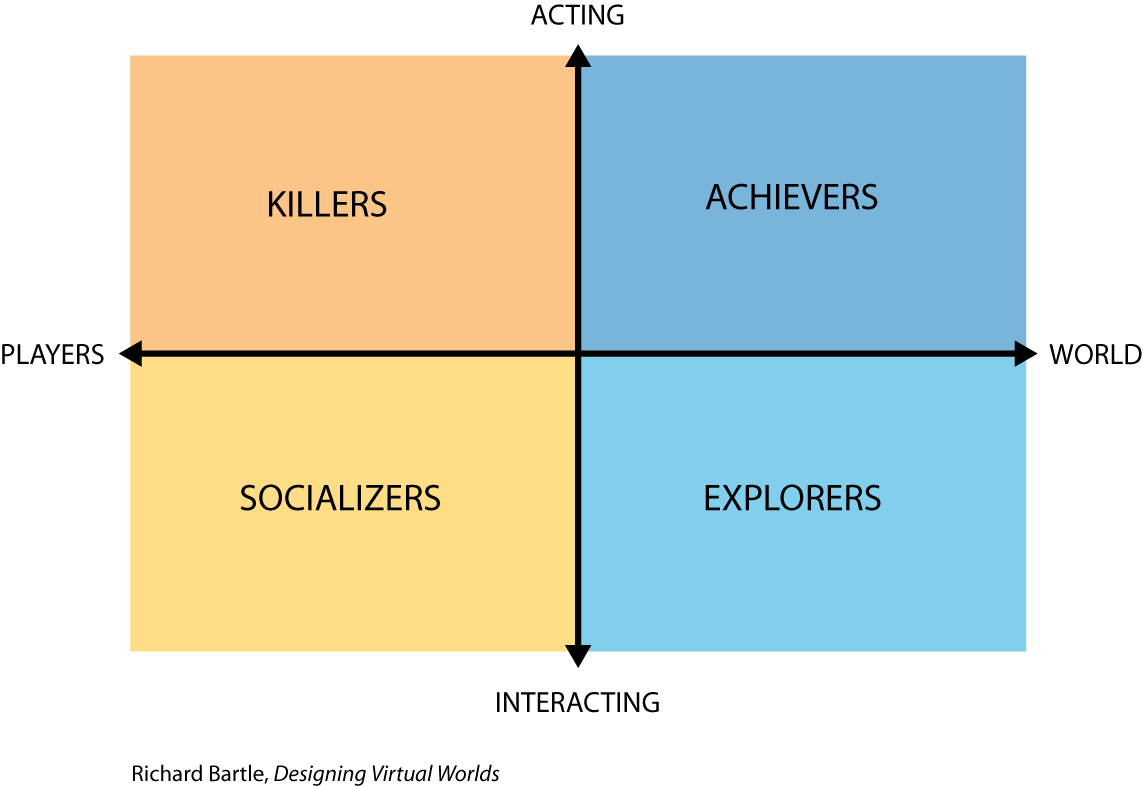 ACTING
KILLERS
ACHIEVERS
PLAYERS
WORLD
SOCIALIZERS
EXPLORERS
INTERACTING
Richard Bartle, Designing Virtual Worlds